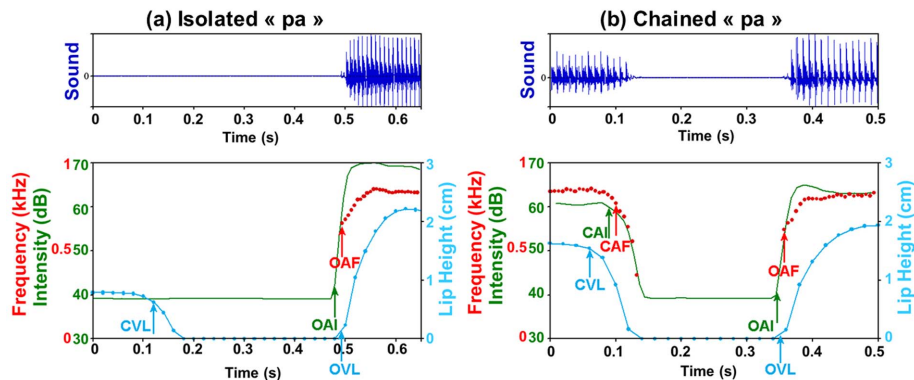 (a) Isolated « pa »
Sound
0
0 0.1 0.2 0.3 0.4 0.5 0.6
Time (s)
Frequency (kHz)
Intensity (dB)
Lip Height (cm)
1 70
60
0.5 50
40
0 30
3
2
1
0
CVL
OAF
OAI
OVL
0 0.1 0.2 0.3 0.4 0.5 0.6
Time (s)
(b) Chained « pa »
Sound
0
0 0.1 0.2 0.3 0.4 0.5
Time (s)
Frequency (kHz)
Intensity (dB)
Lip Height (cm)
1 70
60
0.5 50
40
0 30
3
2
1
0
CAI
CAF
CVL
OAF
OAI
OVL
0 0.1 0.2 0.3 0.4 0.5
Time (s)